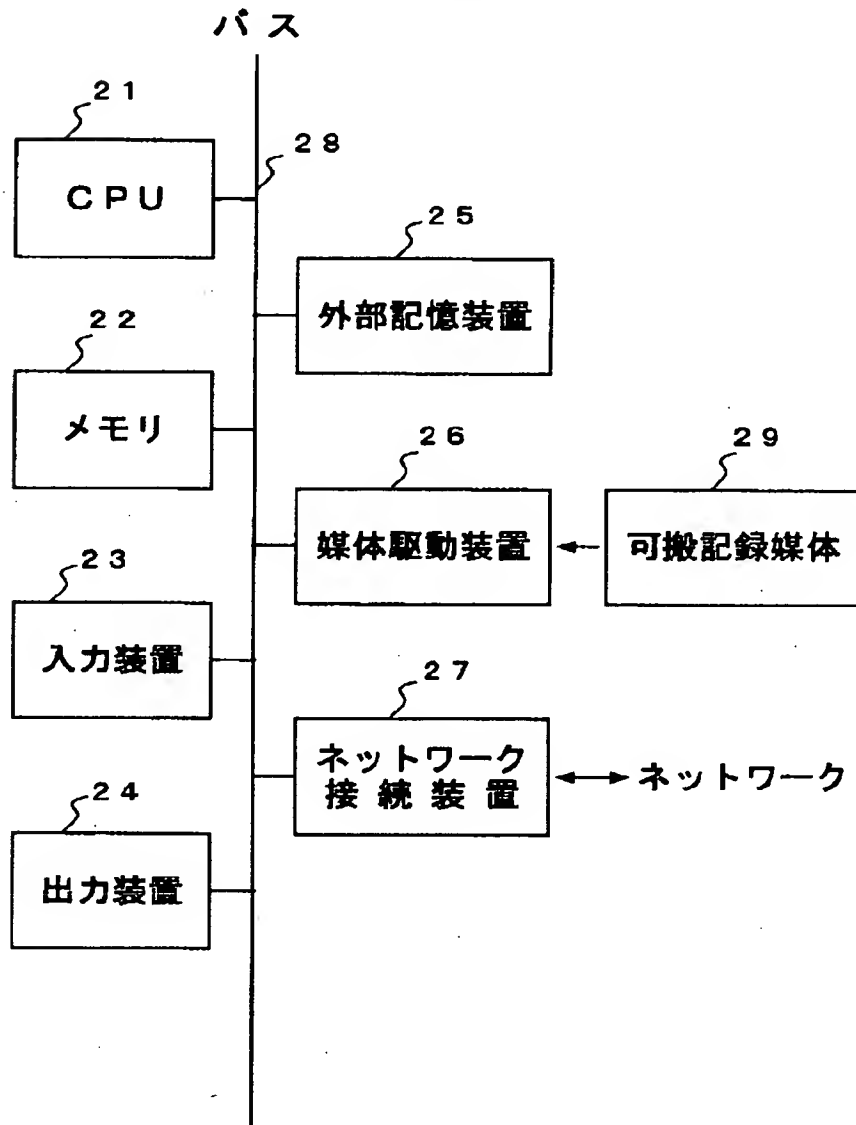 バス
21
CPU
28
25
外部記憶装置
22
メモリ
26
媒体駆動装置
29
可搬記録媒体
23
入力装置
27
ネットワーク
接続装置
ネットワーク
24
出力装置